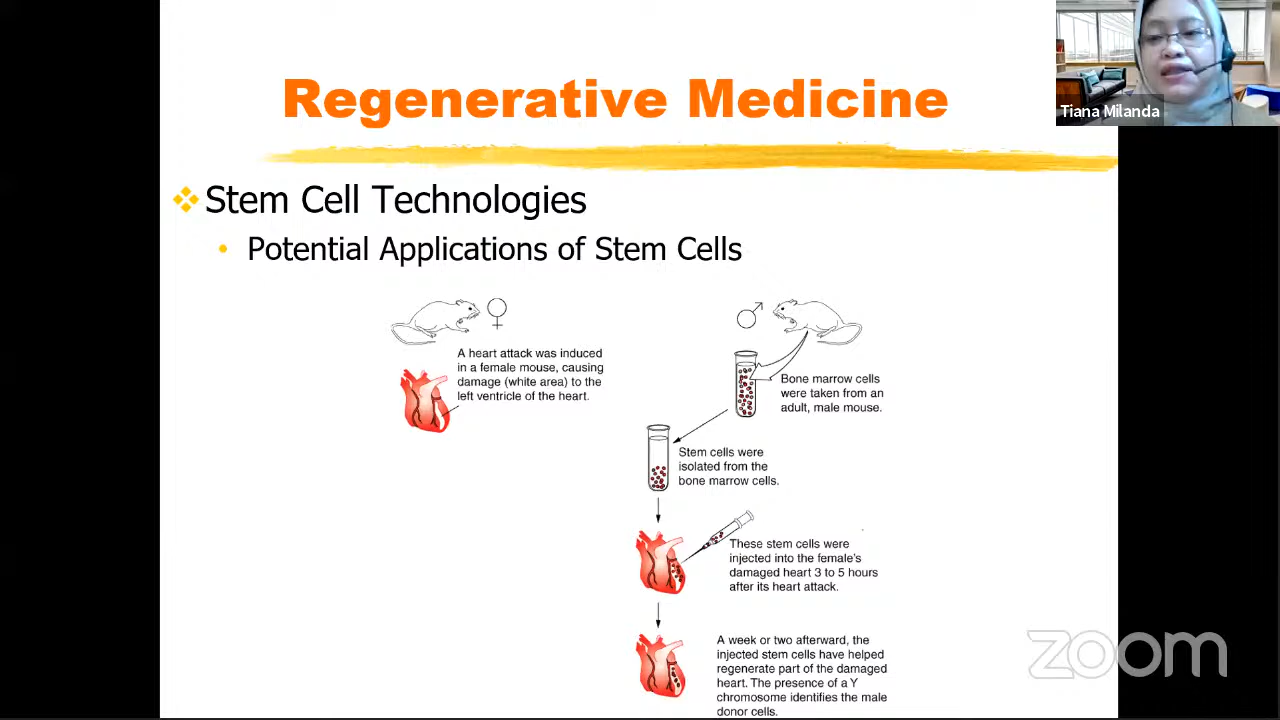 Regenerative Medicine
Tiana Milanda
Stem Cell Technologies
Potential Applications of Stem Cells
A heart attack was induced
in a female mouse, causing
damage (white area) to the
left ventricle of the heart.
Bone marrow cells
were taken from an
adult, male mouse.
Stem cells were
isolated from the
bone marrow cells.
These stem cells were
injected into the female's
damaged heart 3 to 5 hours
after its heart attack.
A week or two afterward, the
injected stem cells have helped
regenerate part of the damaged
heart. The presence of a Y
chromosome identifies the male
donor cells.
zoom